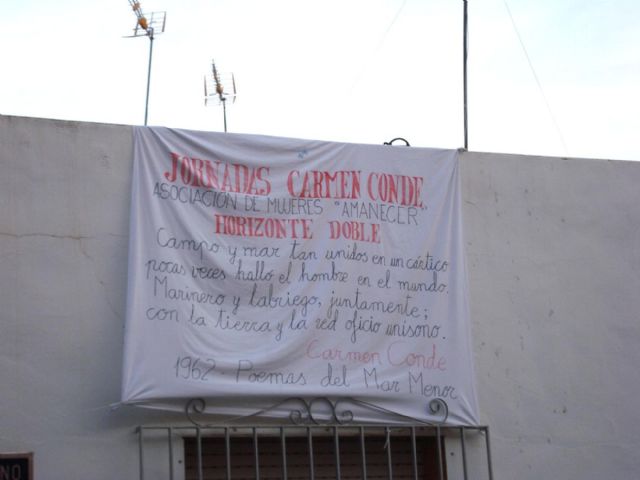 JORNADAS CARMEN CONDE
ASOCIACIÓN DE MUJERES "AMANECER"
HORIZONTE DOBLE
Campo y mar tan unidos en un cántico
pocas veces halló el hombre en el mundo.
Marinero y labriego, juntamente;
con la tierra y la red oficio unísono.
Carmen Conde
1962 - Poemas del Mar Menor
NO